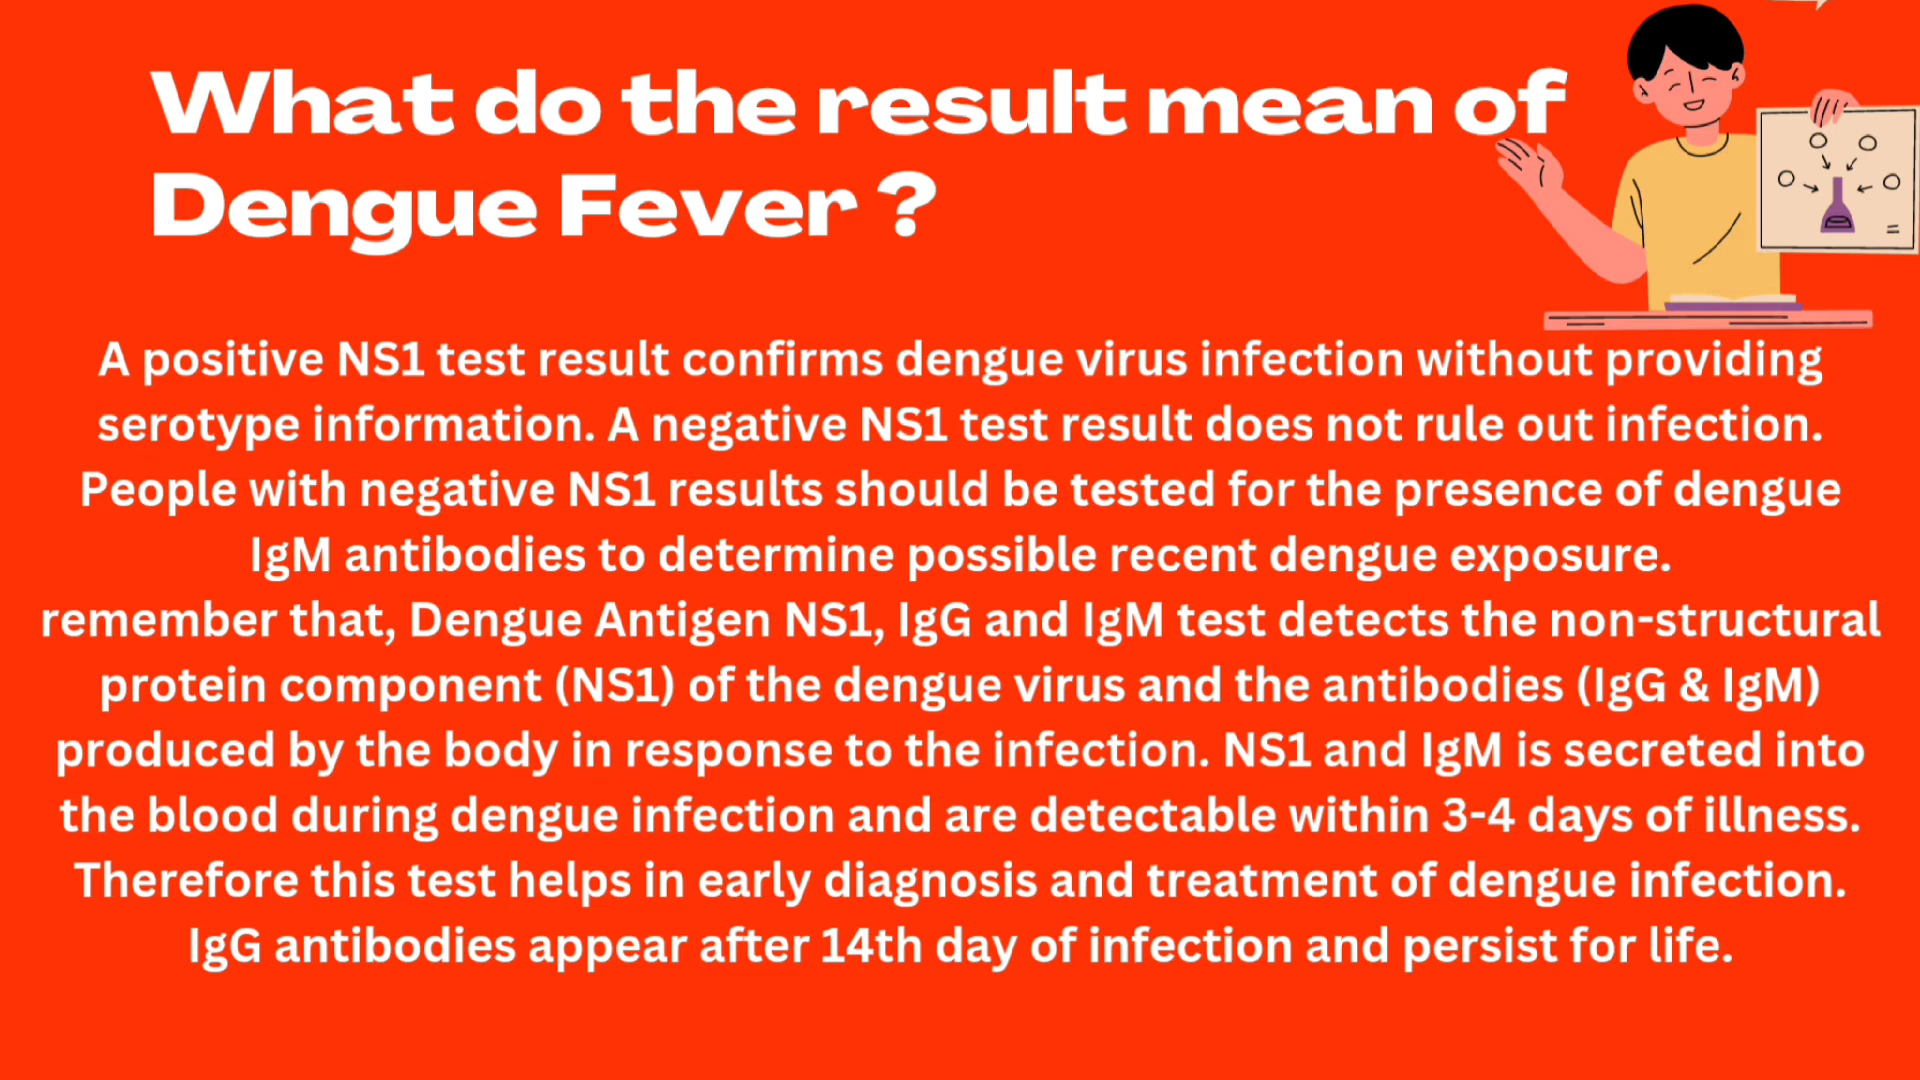 What do the result mean of
Dengue Fever ?
A positive NS1 test result confirms dengue virus infection without providing
serotype information. A negative NS1 test result does not rule out infection.
People with negative NS1 results should be tested for the presence of dengue
IgM antibodies to determine possible recent dengue exposure.
remember that, Dengue Antigen NS1, IgG and IgM test detects the non-structural
protein component (NS1) of the dengue virus and the antibodies (IgG & IgM)
produced by the body in response to the infection. NS1 and IgM is secreted into
the blood during dengue infection and are detectable within 3-4 days of illness.
Therefore this test helps in early diagnosis and treatment of dengue infection.
IgG antibodies appear after 14th day of infection and persist for life.